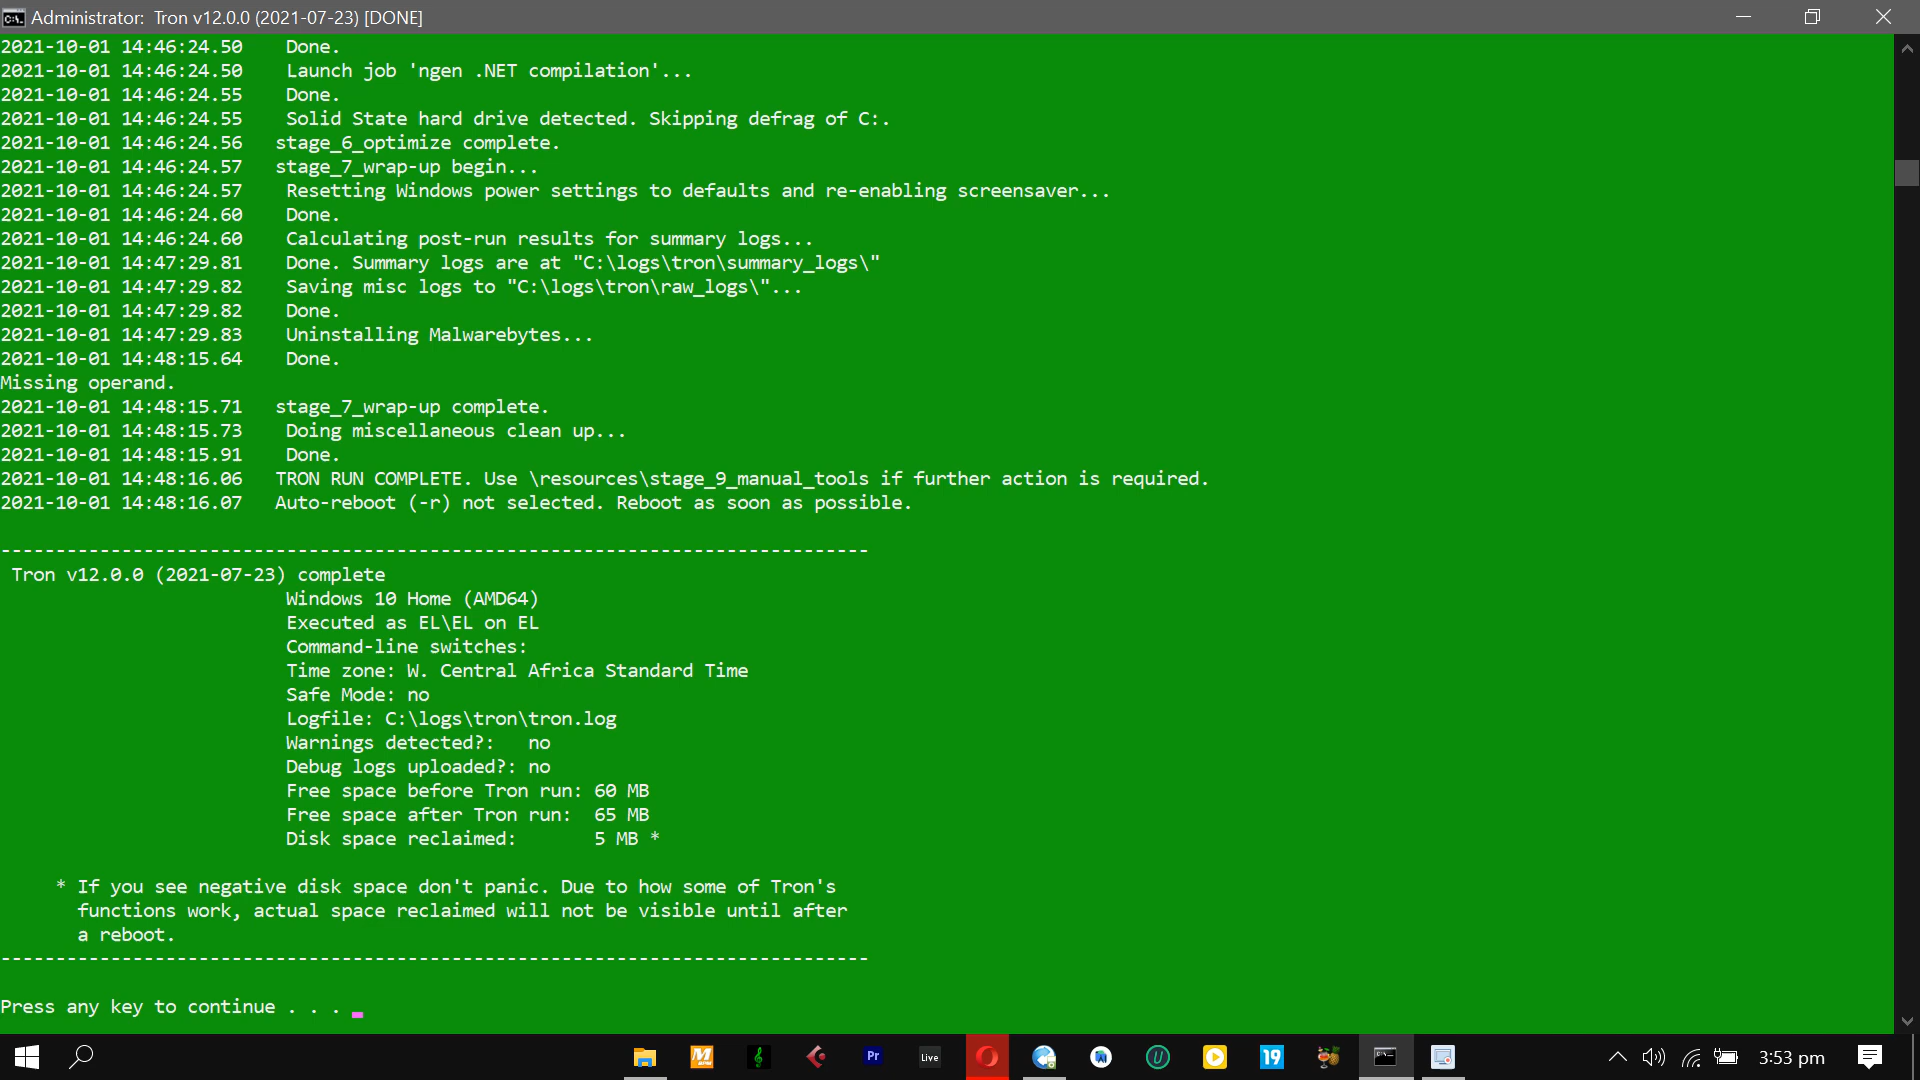 Administrator:  Tron v12.0.0 (2021-07-23) [DONE]
2021-10-01 14:46:24.50    Done.
2021-10-01 14:46:24.50    Launch job 'ngen .NET compilation'...
2021-10-01 14:46:24.55    Done.
2021-10-01 14:46:24.55    Solid State hard drive detected. Skipping defrag of C:.
2021-10-01 14:46:24.56   stage_6_optimize complete.
2021-10-01 14:46:24.57   stage_7_wrap-up begin...
2021-10-01 14:46:24.57    Resetting Windows power settings to defaults and re-enabling screensaver...
2021-10-01 14:46:24.60    Done.
2021-10-01 14:46:24.60    Calculating post-run results for summary logs...
2021-10-01 14:47:29.81    Done. Summary logs are at "C:\logs\tron\summary_logs\"
2021-10-01 14:47:29.82    Saving misc logs to "C:\logs\tron\raw_logs\"...
2021-10-01 14:47:29.82    Done.
2021-10-01 14:47:29.83    Uninstalling Malwarebytes...
2021-10-01 14:48:15.64    Done.
Missing operand.
2021-10-01 14:48:15.71   stage_7_wrap-up complete.
2021-10-01 14:48:15.73    Doing miscellaneous clean up...
2021-10-01 14:48:15.91    Done.
2021-10-01 14:48:16.06   TRON RUN COMPLETE. Use \resources\stage_9_manual_tools if further action is required.
2021-10-01 14:48:16.07   Auto-reboot (-r) not selected. Reboot as soon as possible.
-------------------------------------------------------------------------------
Tron v12.0.0 (2021-07-23) complete
Windows 10 Home (AMD64)
Executed as EL\EL on EL
Command-line switches:
Time zone: W. Central Africa Standard Time
Safe Mode: no
Logfile: C:\logs\tron\tron.log
Warnings detected?:   no
Debug logs uploaded?: no
Free space before Tron run: 60 MB
Free space after Tron run:  65 MB
Disk space reclaimed:       5 MB *
* If you see negative disk space don't panic. Due to how some of Tron's
functions work, actual space reclaimed will not be visible until after
a reboot.
-------------------------------------------------------------------------------
Press any key to continue . . .
Pr
Live
19
3:53 pm